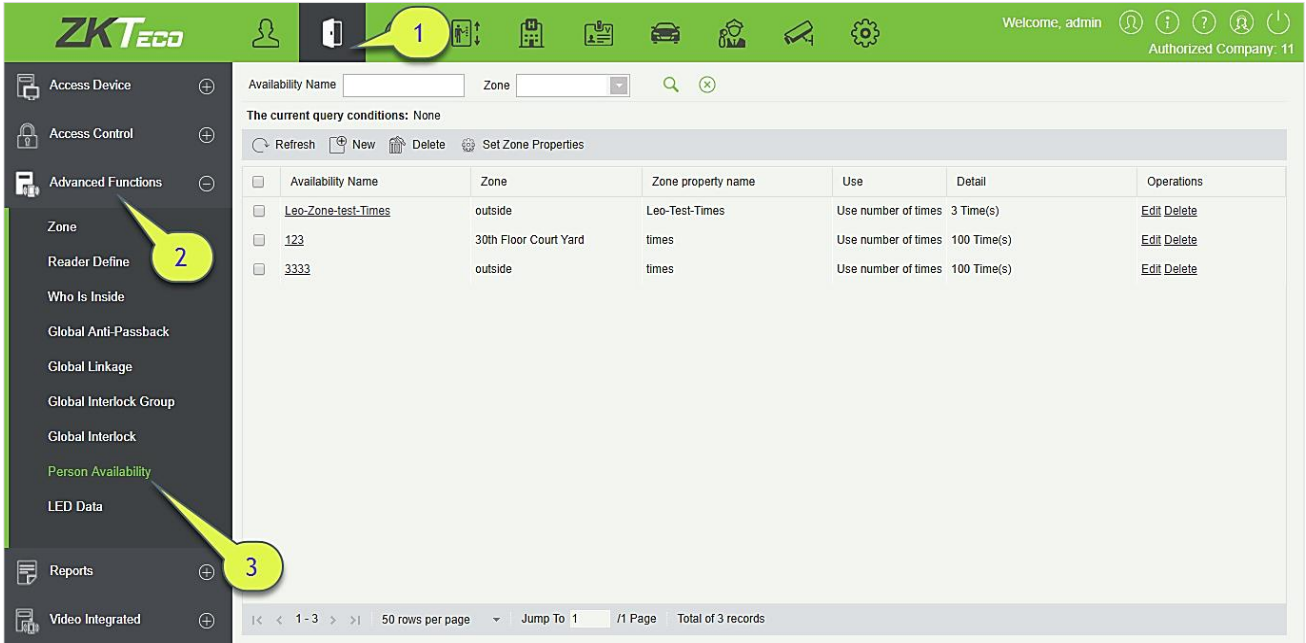 ZKTeco
1
Welcome, admin
Authorized Company: 11
Access Device
Access Control
Advanced Functions
Zone
2
Reader Define
Who Is Inside
Global Anti-Passback
Global Linkage
Global Interlock Group
Global Interlock
Person Availability
LED Data
3
Reports
Video Integrated
Availability Name Zone
The current query conditions: None
Refresh New Delete Set Zone Properties
Availability Name Zone Zone property name Use Detail Operations
Leo-Zone-test-Times outside Leo-Test-Times Use number of times 3 Time(s) Edit Delete
123 30th Floor Court Yard times Use number of times 100 Time(s) Edit Delete
3333 outside times Use number of times 100 Time(s) Edit Delete
|< < 1 - 3 > >| 50 rows per page Jump To 1 /1 Page Total of 3 records